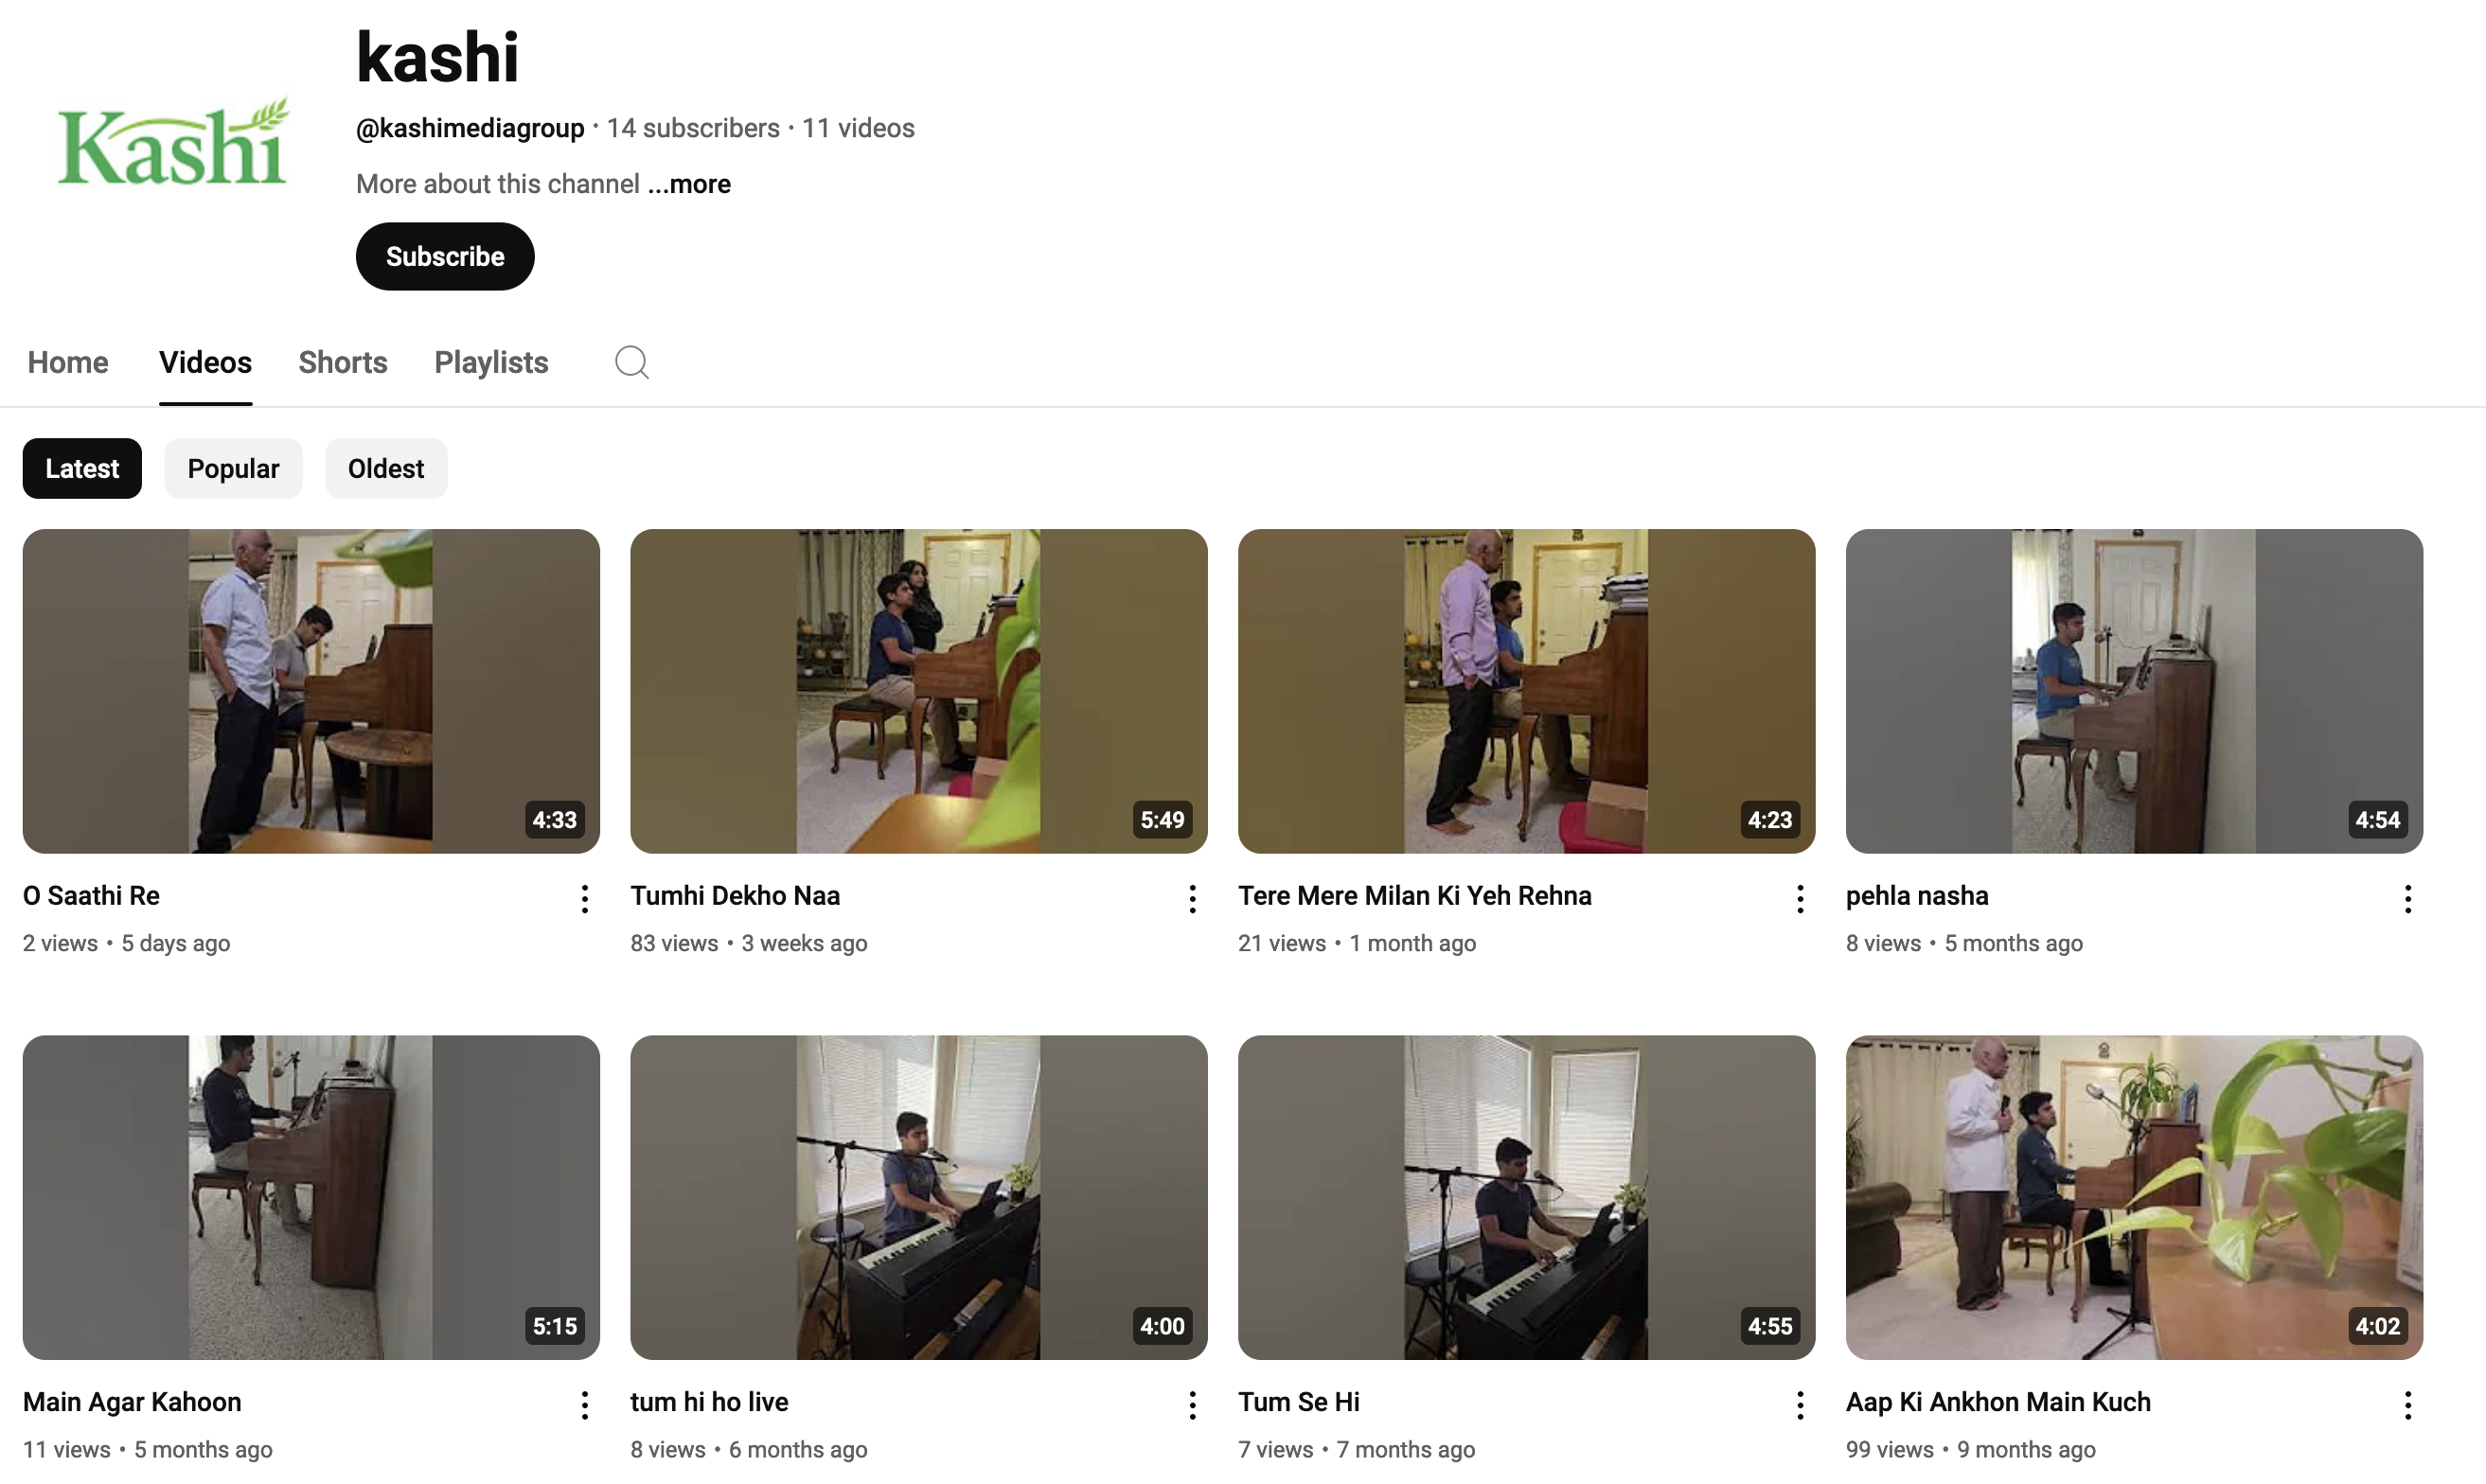 kashi
Kashi
@kashimediagroup · 14 subscribers · 11 videos
More about this channel ...more
Subscribe
Home Videos Shorts Playlists
Latest Popular Oldest
4:33 5:49 4:23 4:54
O Saathi Re Tumhi Dekho Naa Tere Mere Milan Ki Yeh Rehna pehla nasha
2 views • 5 days ago 83 views • 3 weeks ago 21 views • 1 month ago 8 views • 5 months ago
5:15 4:00 4:55 4:02
Main Agar Kahoon tum hi ho live Tum Se Hi Aap Ki Ankhon Main Kuch
11 views • 5 months ago 8 views • 6 months ago 7 views • 7 months ago 99 views • 9 months ago